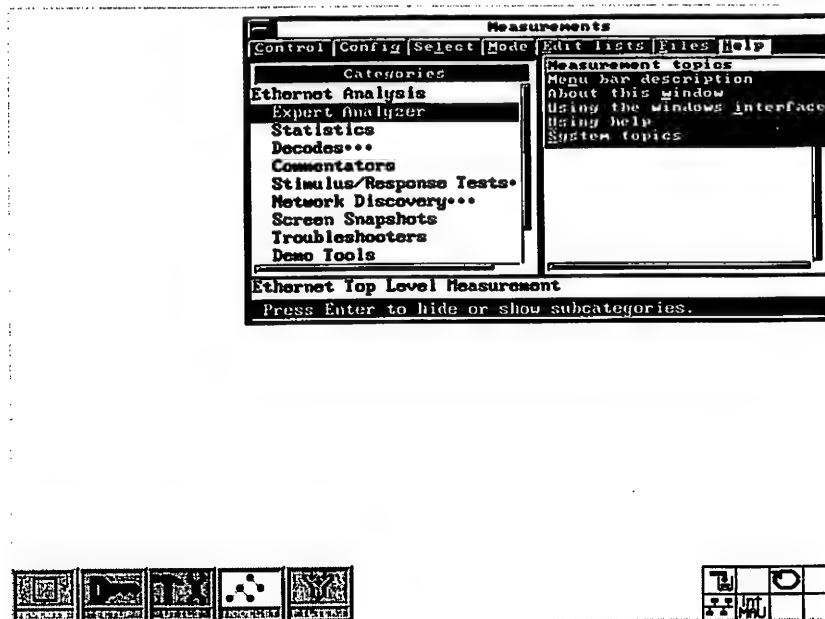 Measurements
Control Config Select Mode Edit lists Files Help
Categories
Ethernet Analysis
Expert Analyzer
Statistics
Decodes•••
Commentators
Stimulus/Response Tests•
Network Discovery•••
Screen Snapshots
Troubleshooters
Demo Tools
Measurement topics
Menu bar description
About this window
Using the windows interface
Using help
System topics
Ethernet Top Level Measurement
Press Enter to hide or show subcategories.
Int
MAU